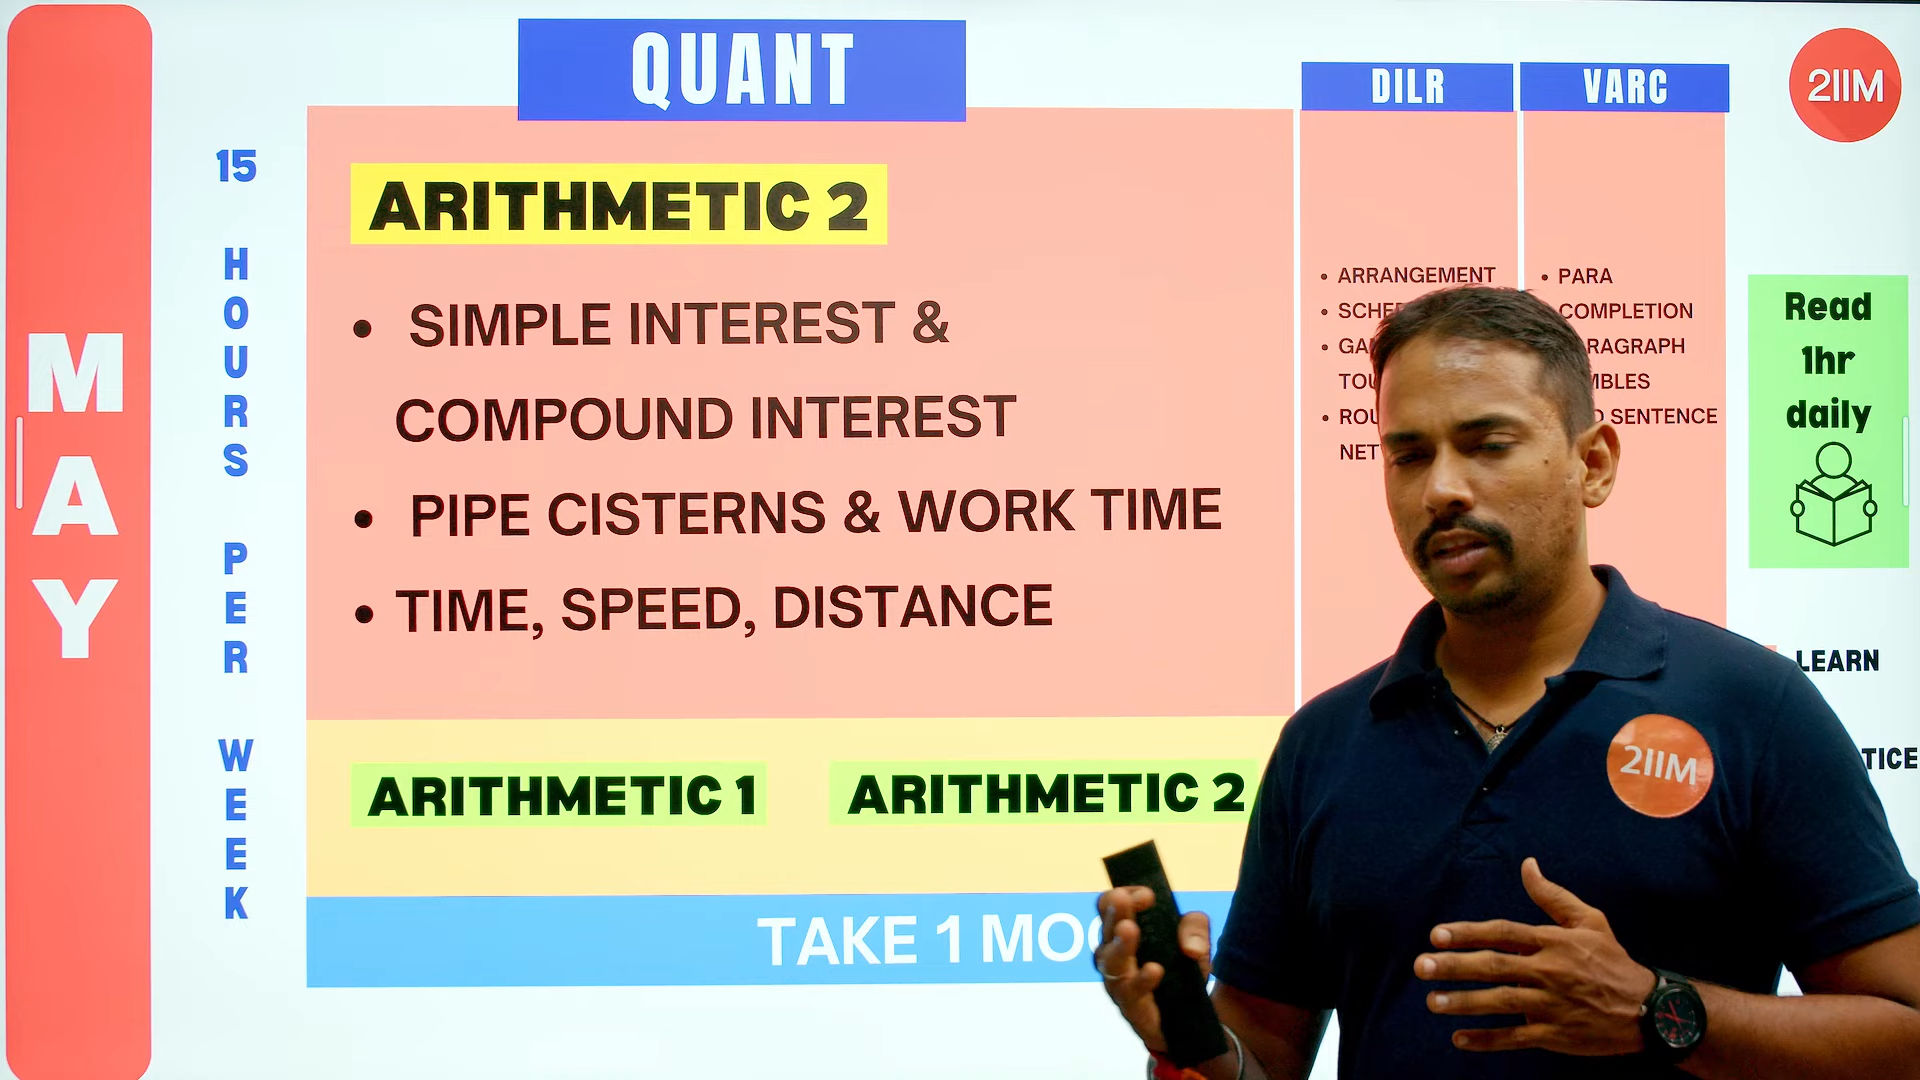 MAY
15 HOURS PER WEEK
QUANT
ARITHMETIC 2
• SIMPLE INTEREST &
COMPOUND INTEREST
• PIPE CISTERNS & WORK TIME
• TIME, SPEED, DISTANCE
ARITHMETIC 1
ARITHMETIC 2
TAKE 1
DILR
• ARRANGEMENT
VARC
• PARA
COMPLETION
SENTENCE
2IIM
Read
1hr
daily
LEARN
2IIM